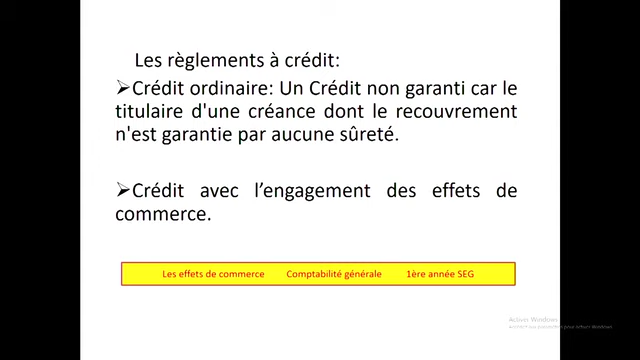 Les règlements à crédit:
➢Crédit ordinaire: Un Crédit non garanti car le
titulaire d'une créance dont le recouvrement
n'est garantie par aucune sûreté.
➢Crédit avec l’engagement des effets de
commerce.
Les effets de commerce Comptabilité générale 1ère année SEG
Activer Windows